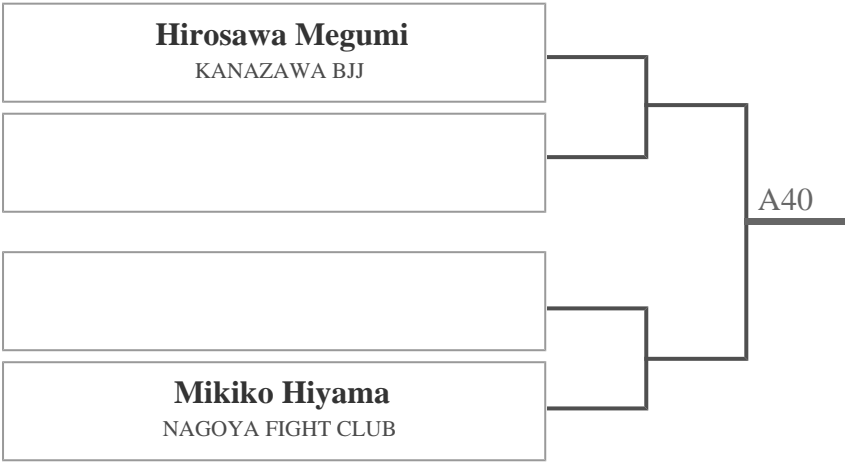 Hirosawa Megumi
KANAZAWA BJJ
A40
Mikiko Hiyama
NAGOYA FIGHT CLUB